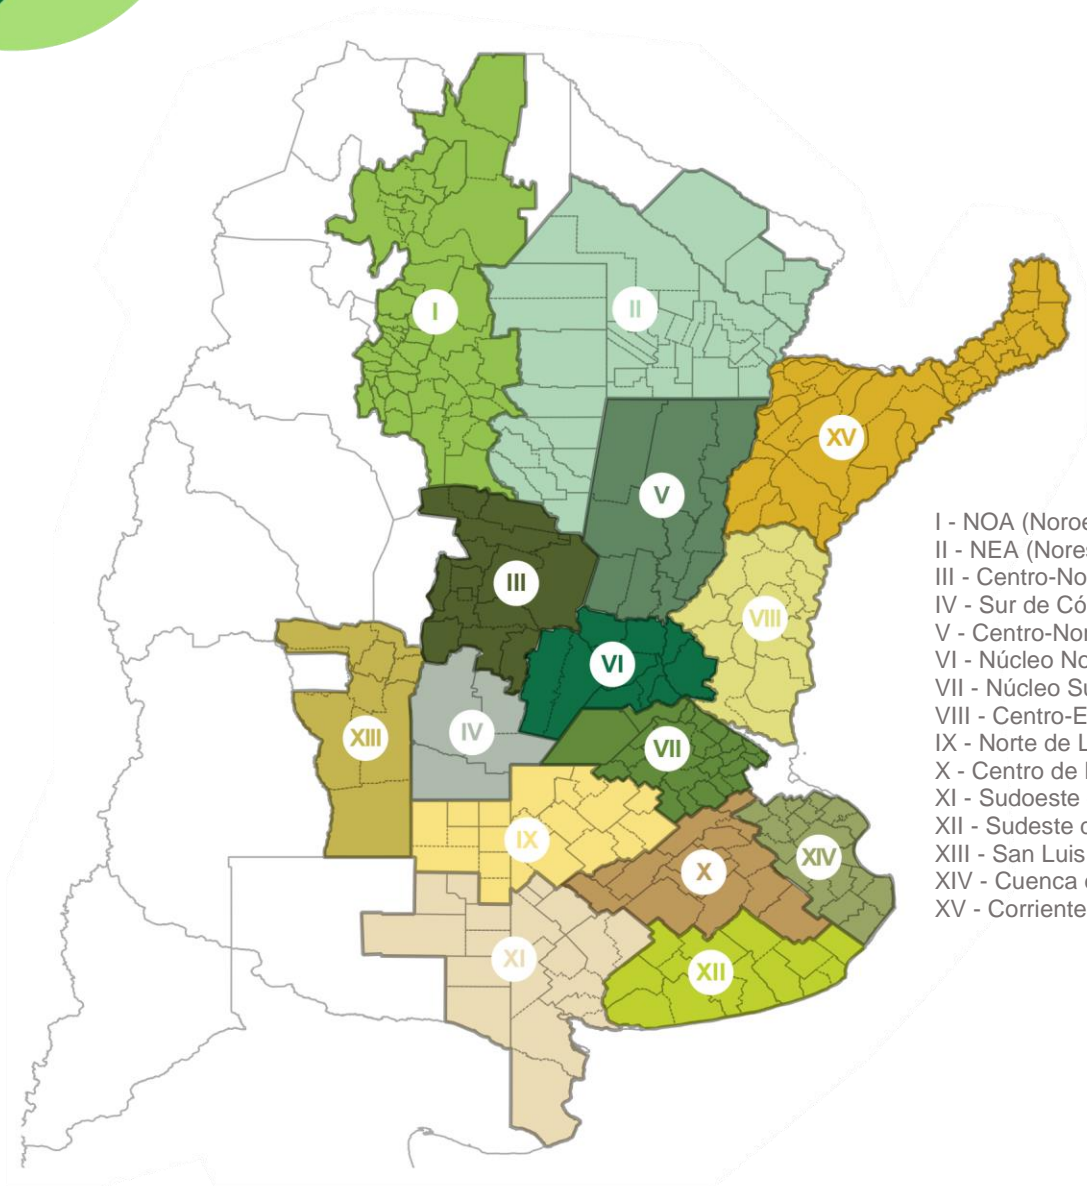 I
II
XV
V
III
VIII
VI
IV
XIII
VII
IX
XIV
X
XI
XII
I - NOA (Noroe
II - NEA (Nores
III - Centro-No
IV - Sur de Có
V - Centro-Nor
VI - Núcleo No
VII - Núcleo Su
VIII - Centro-E
IX - Norte de L
X - Centro de
XI - Sudoeste
XII - Sudeste
XIII - San Luis
XIV - Cuenca
XV - Corriente